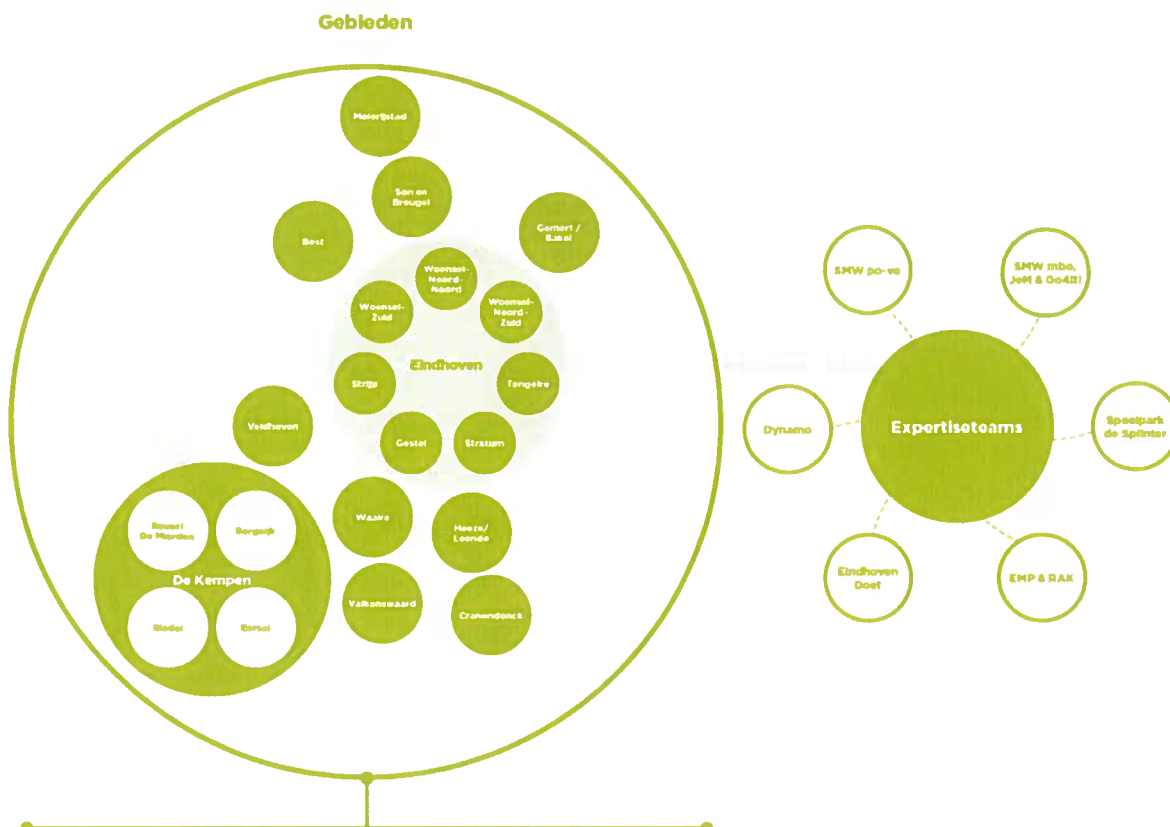 Gebieden
Meierijstad
Son en
Breugel
Best
Gemert /
Bakel
Woensel-
Noord-
Noord
Woensel-
Zuid
Woensel-
Noord-
Zuid
Eindhoven
Strijp
Tongelre
Veldhoven
Gestel
Stratum
Reusel
De Mierden
Bergeijk
De Kempen
Bladel
Eersel
Waalre
Heeze/
Leende
Valkenswaard
Cranendonck
SMW po-vo
SMW mbo,
JoM & Go4it!
Dynamo
Expertiseteams
Speelpark
de Splinter
Eindhoven
Doet
EMP & RAK